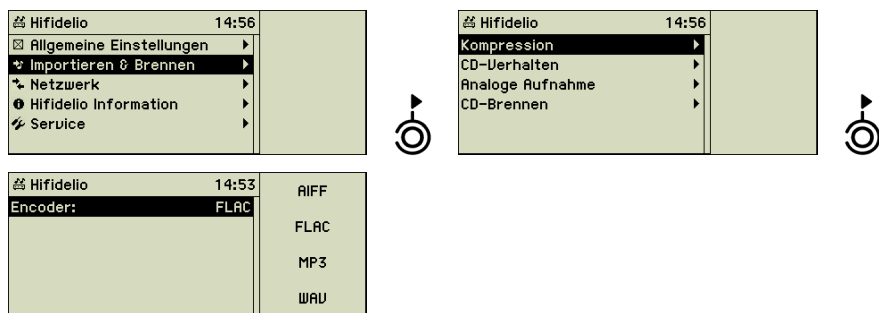 Hifidelio 14:56
Allgemeine Einstellungen
Importieren & Brennen
Netzwerk
Hifidelio Information
Service
Hifidelio 14:56
Kompression
CD-Verhalten
Analoge Aufnahme
CD-Brennen
Hifidelio 14:53
Encoder: FLAC
AIFF
FLAC
MP3
WAV